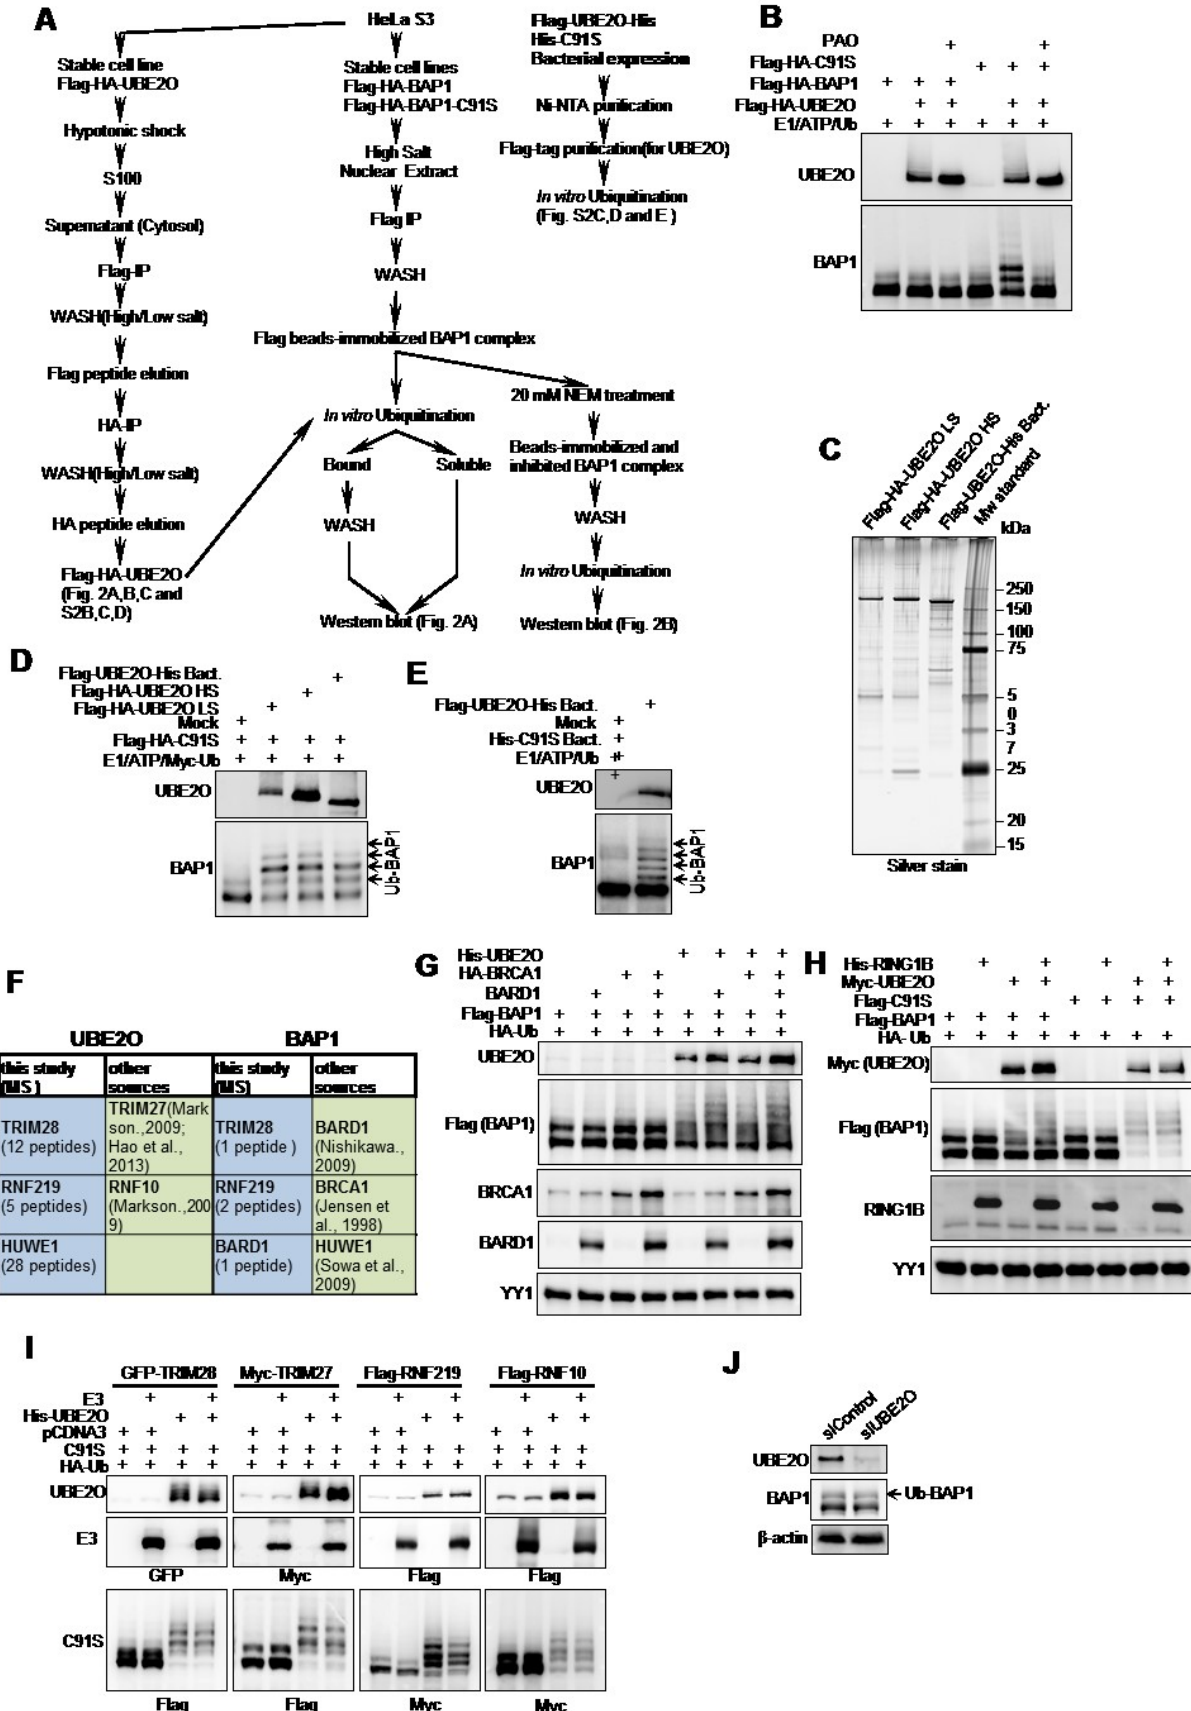 A
HeLa S3
Stable cell line
Flag-HA-UBE2O
Hypotonic shock
S100
Supernatant (Cytosol)
Flag-IP
WASH(High/Low salt)
Flag peptide elution
HA-IP
WASH(High/Low salt)
HA peptide elution
Flag-HA-UBE2O
(Fig. 2A,B,C and
S2B,C,D)
Stable cell lines
Flag-HA-BAP1
Flag-HA-BAP1-C91S
High Salt
Nuclear Extract
Flag IP
WASH
Flag beads-immobilized BAP1 complex
In vitro Ubiquitination
Bound
Soluble
WASH
Western blot (Fig. 2A)
20 mM NEM treatment
Beads-immobilized and
inhibited BAP1 complex
WASH
In vitro Ubiquitination
Western blot (Fig. 2B)
Flag-UBE2O-His
His-C91S
Bacterial expression
Ni-NTA purification
Flag-tag purification(for UBE2O)
In vitro Ubiquitination
(Fig. S2C,D and E )
B
PAO + +
Flag-HA-C91S + + +
Flag-HA-BAP1 + + +
Flag-HA-UBE2O + + + +
E1/ATP/Ub + + + + + +
UBE2O
BAP1
C
Flag-HA-UBE2O LS
Flag-HA-UBE2O HS
Flag-UBE2O-His Bact.
Mw standard
kDa
250
150
100
75
5
0
3
7
25
20
15
Silver stain
D
Flag-UBE2O-His Bact. +
Flag-HA-UBE2O HS +
Flag-HA-UBE2O LS +
Mock +
Flag-HA-C91S + + + +
E1/ATP/Myc-Ub + + + +
UBE2O
BAP1
Ub-BAP1
E
Flag-UBE2O-His Bact. +
Mock +
His-C91S Bact. + +
E1/ATP/Ub + +
+
UBE2O
BAP1
Ub-BAP1
F
UBE2O BAP1
this study (MS )
other sources
this study (MS)
other sources
TRIM28
(12 peptides)
TRIM27(Mark
son.,2009;
Hao et al.,
2013)
TRIM28
(1 peptide )
BARD1
(Nishikawa.,
2009)
RNF219
(5 peptides)
RNF10
(Markson.,200
9)
RNF219
(2 peptides)
BRCA1
(Jensen et
al., 1998)
HUWE1
(28 peptides)
BARD1
(1 peptide)
HUWE1
(Sowa et al.,
2009)
G
His-UBE2O + + + +
HA-BRCA1 + + + +
BARD1 + + + +
Flag-BAP1 + + + + + + + +
HA-Ub + + + + + + + +
UBE2O
Flag (BAP1)
BRCA1
BARD1
YY1
H
His-RING1B + + + +
Myc-UBE2O + + + +
Flag-C91S + + + +
Flag-BAP1 + + + +
HA- Ub + + + + + + + +
Myc (UBE2O)
Flag (BAP1)
RING1B
YY1
I
GFP-TRIM28 Myc-TRIM27 Flag-RNF219 Flag-RNF10
E3 + + + + + + + +
His-UBE2O + + + + + + + +
pCDNA3 + + + + + + + +
C91S + + + + + + + + + + + + + + + +
HA-Ub + + + + + + + + + + + + + + + +
UBE2O
E3
GFP Myc Flag Flag
C91S
Flag Flag Myc Myc
J
siControl
siUBE2O
UBE2O
BAP1
Ub-BAP1
β-actin